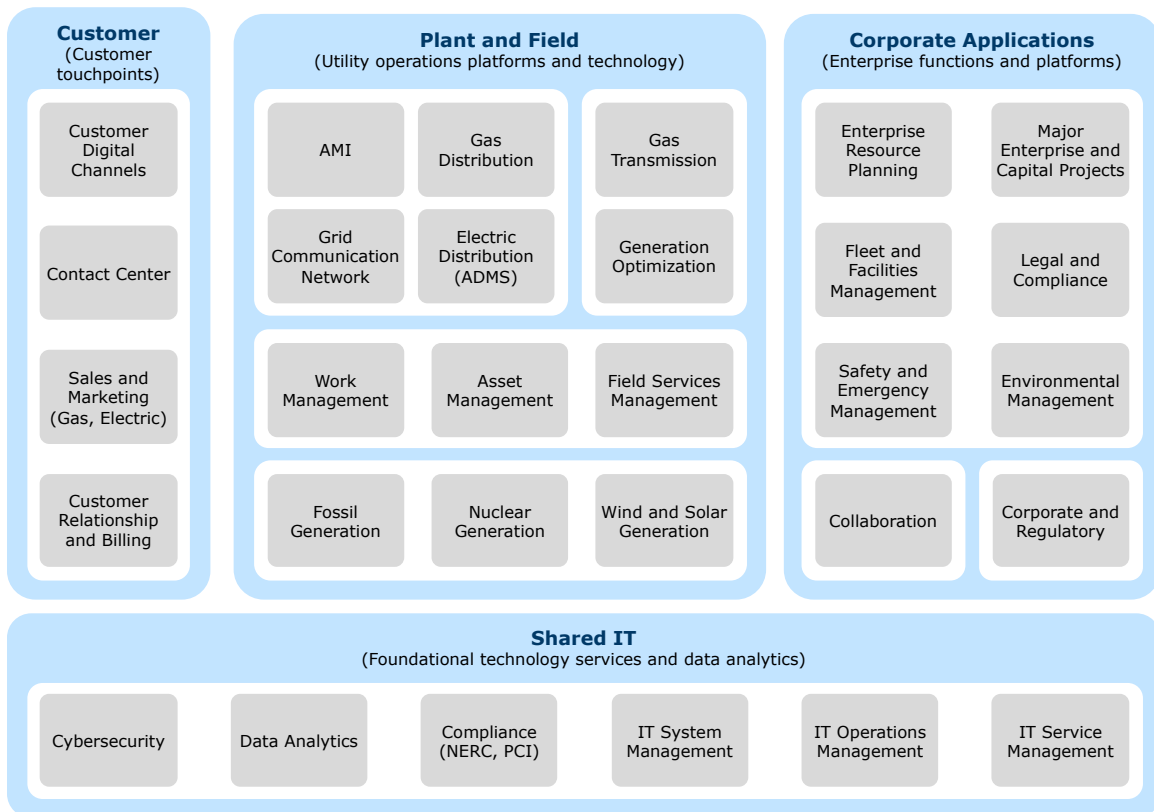 Customer
(Customer
touchpoints)
Customer
Digital
Channels
Contact Center
Sales and
Marketing
(Gas, Electric)
Customer
Relationship
and Billing
Plant and Field
(Utility operations platforms and technology)
AMI
Gas
Distribution
Gas
Transmission
Grid
Communication
Network
Electric
Distribution
(ADMS)
Generation
Optimization
Work
Management
Asset
Management
Field Services
Management
Fossil
Generation
Nuclear
Generation
Wind and Solar
Generation
Corporate Applications
(Enterprise functions and platforms)
Enterprise
Resource
Planning
Major
Enterprise and
Capital Projects
Fleet and
Facilities
Management
Legal and
Compliance
Safety and
Emergency
Management
Environmental
Management
Collaboration
Corporate and
Regulatory
Shared IT
(Foundational technology services and data analytics)
Cybersecurity
Data Analytics
Compliance
(NERC, PCI)
IT System
Management
IT Operations
Management
IT Service
Management